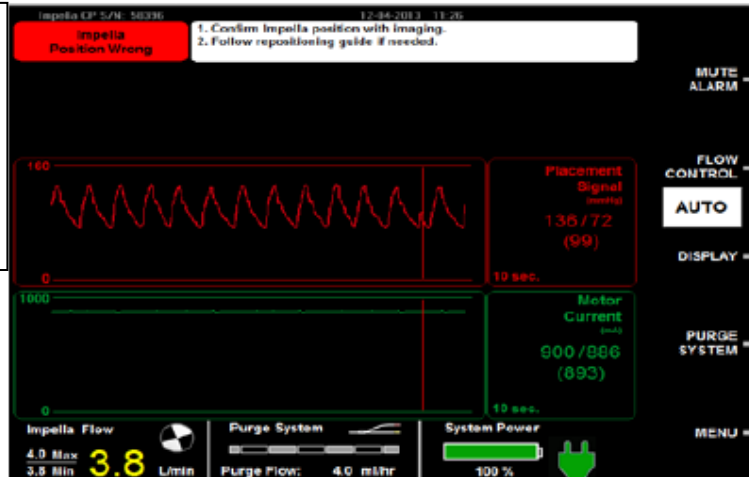 Impella CP S/N: 50396
12-04-2013 11:26
Impella
Position Wrong
1. Confirm Impella position with imaging.
2. Follow repositioning guide if needed.
MUTE
ALARM
160
Placement
Signal
(mmHg)
136/72
(99)
0
10 sec.
FLOW
CONTROL
AUTO
DISPLAY
1000
Motor
Current
(mA)
900/886
(893)
0
10 sec.
PURGE
SYSTEM
Impella Flow
4.0 Max
3.5 Min
3.8
L/min
Purge System
Purge Flow: 4.0 ml/hr
System Power
100 %
MENU